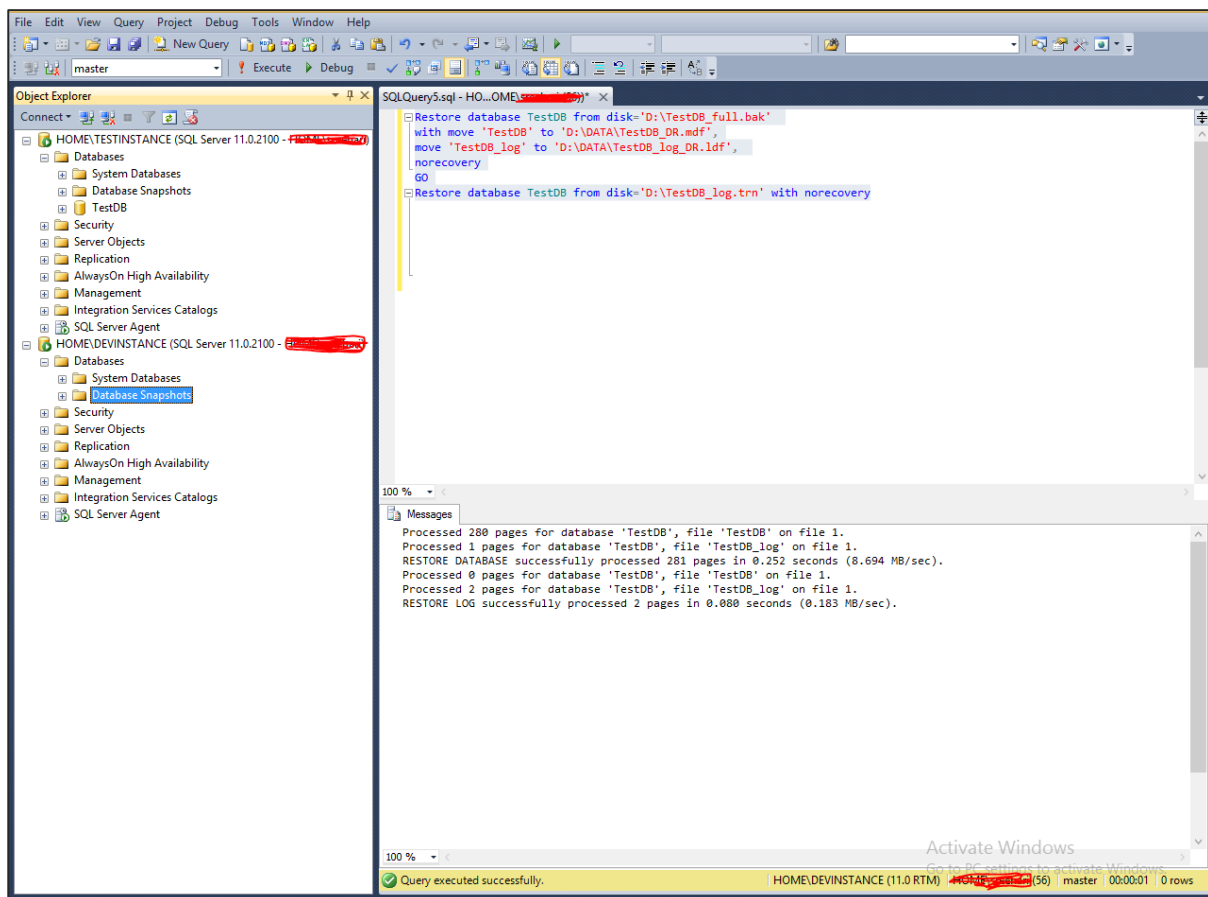 File Edit View Query Project Debug Tools Window Help
New Query
master Execute Debug
Object Explorer
Connect
HOME\TESTINSTANCE (SQL Server 11.0.2100 -
Databases
System Databases
Database Snapshots
TestDB
Security
Server Objects
Replication
AlwaysOn High Availability
Management
Integration Services Catalogs
SQL Server Agent
HOME\DEVINSTANCE (SQL Server 11.0.2100 -
Databases
System Databases
Database Snapshots
Security
Server Objects
Replication
AlwaysOn High Availability
Management
Integration Services Catalogs
SQL Server Agent
SQLQuery5.sql - HO...OME\
Restore database TestDB from disk='D:\TestDB_full.bak'
with move 'TestDB' to 'D:\DATA\TestDB_DR.mdf',
move 'TestDB_log' to 'D:\DATA\TestDB_log_DR.ldf',
norecovery
GO
Restore database TestDB from disk='D:\TestDB_log.trn' with norecovery
100 %
Messages
Processed 280 pages for database 'TestDB', file 'TestDB' on file 1.
Processed 1 pages for database 'TestDB', file 'TestDB_log' on file 1.
RESTORE DATABASE successfully processed 281 pages in 0.252 seconds (8.694 MB/sec).
Processed 0 pages for database 'TestDB', file 'TestDB' on file 1.
Processed 2 pages for database 'TestDB', file 'TestDB_log' on file 1.
RESTORE LOG successfully processed 2 pages in 0.080 seconds (0.183 MB/sec).
Activate Windows
Go to PC settings to activate Windows.
100 %
Query executed successfully. HOME\DEVINSTANCE (11.0 RTM) (56) master 00:00:01 0 rows